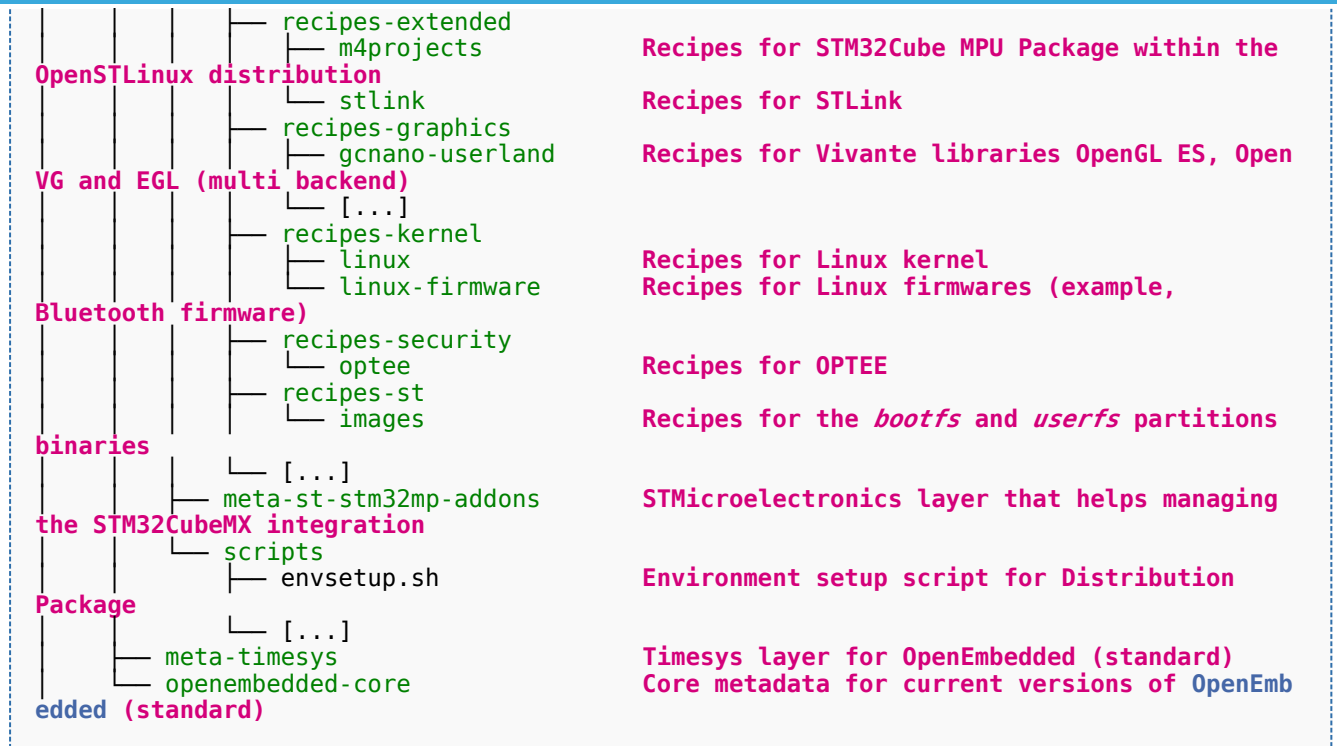 │   │   │   │   ├── recipes-extended
│   │   │   │   │   ├── m4projects                Recipes for STM32Cube MPU Package within the
OpenSTLinux distribution
│   │   │   │   │   └── stlink                    Recipes for STLink
│   │   │   │   ├── recipes-graphics
│   │   │   │   │   ├── gcnano-userland           Recipes for Vivante libraries OpenGL ES, Open
VG and EGL (multi backend)
│   │   │   │   │   └── [...]
│   │   │   │   ├── recipes-kernel
│   │   │   │   │   ├── linux                     Recipes for Linux kernel
│   │   │   │   │   └── linux-firmware            Recipes for Linux firmwares (example,
Bluetooth firmware)
│   │   │   │   ├── recipes-security
│   │   │   │   │   └── optee                     Recipes for OPTEE
│   │   │   │   ├── recipes-st
│   │   │   │   │   └── images                    Recipes for the bootfs and userfs partitions
binaries
│   │   │   │   └── [...]
│   │   │   ├── meta-st-stm32mp-addons            STMicroelectronics layer that helps managing
the STM32CubeMX integration
│   │   │   └── scripts
│   │   │       ├── envsetup.sh                   Environment setup script for Distribution
Package
│   │   │       └── [...]
│   │   ├── meta-timesys                          Timesys layer for OpenEmbedded (standard)
│   │   └── openembedded-core                     Core metadata for current versions of OpenEmb
edded (standard)